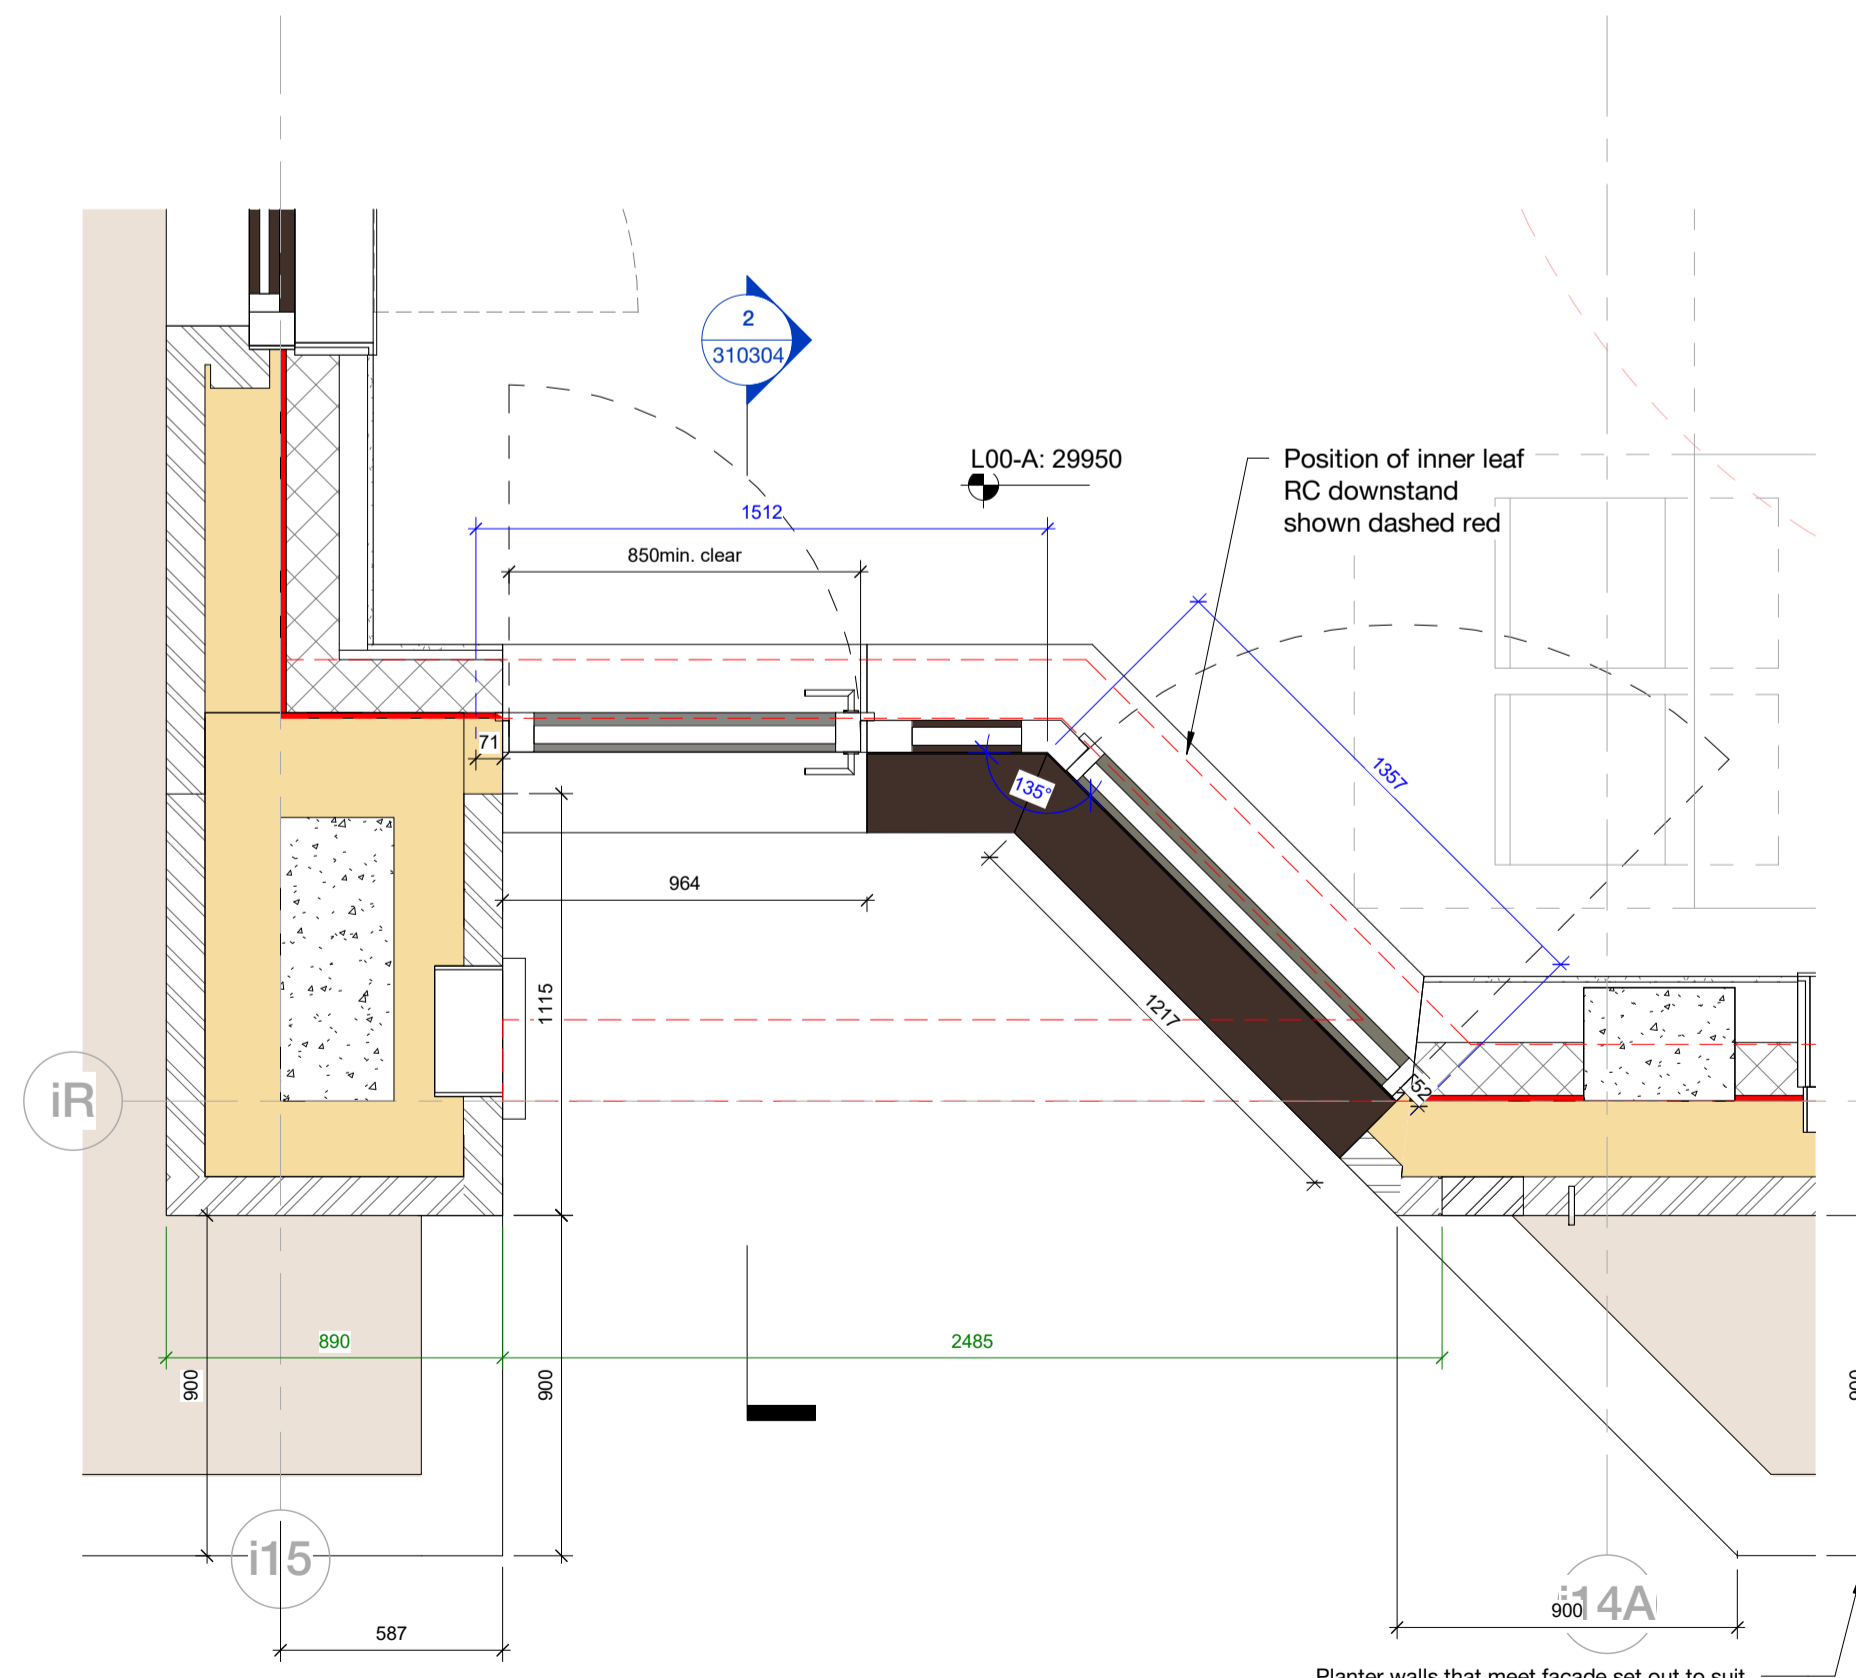 2
310304
L00-A: 29950
Position of inner leaf
RC downstand
shown dashed red
1512
850min. clear
71
135°
1357
964
1115
1217
52
iR
890
2485
900
900
900
i15
i14A
900
587
Planter walls that meet facade set out to suit